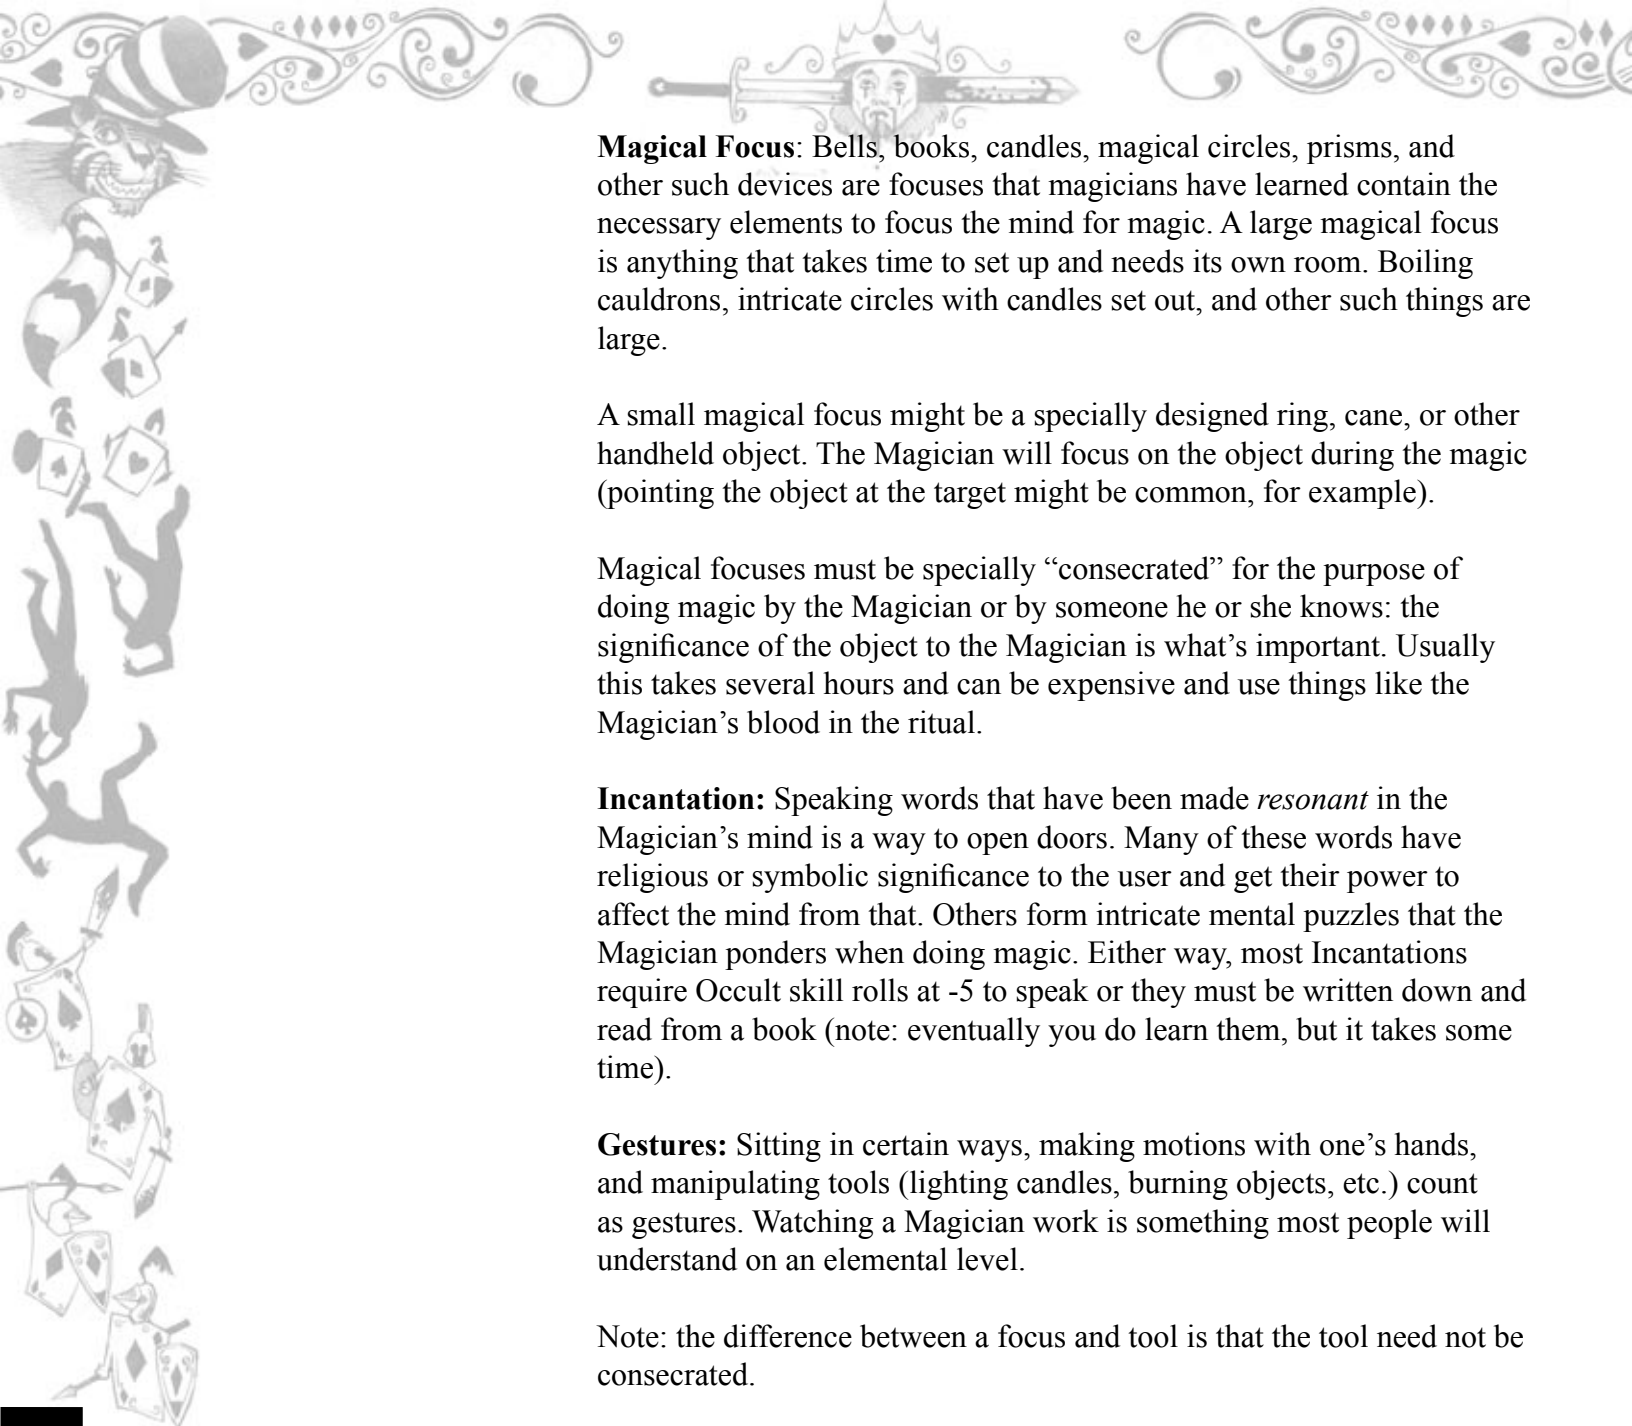 Magical Focus: Bells, books, candles, magical circles, prisms, and
other such devices are focuses that magicians have learned contain the
necessary elements to focus the mind for magic. A large magical focus
is anything that takes time to set up and needs its own room. Boiling
cauldrons, intricate circles with candles set out, and other such things are
large.
A small magical focus might be a specially designed ring, cane, or other
handheld object. The Magician will focus on the object during the magic
(pointing the object at the target might be common, for example).
Magical focuses must be specially “consecrated” for the purpose of
doing magic by the Magician or by someone he or she knows: the
significance of the object to the Magician is what’s important. Usually
this takes several hours and can be expensive and use things like the
Magician’s blood in the ritual.
Incantation: Speaking words that have been made resonant in the
Magician’s mind is a way to open doors. Many of these words have
religious or symbolic significance to the user and get their power to
affect the mind from that. Others form intricate mental puzzles that the
Magician ponders when doing magic. Either way, most Incantations
require Occult skill rolls at -5 to speak or they must be written down and
read from a book (note: eventually you do learn them, but it takes some
time).
Gestures: Sitting in certain ways, making motions with one’s hands,
and manipulating tools (lighting candles, burning objects, etc.) count
as gestures. Watching a Magician work is something most people will
understand on an elemental level.
Note: the difference between a focus and tool is that the tool need not be
consecrated.